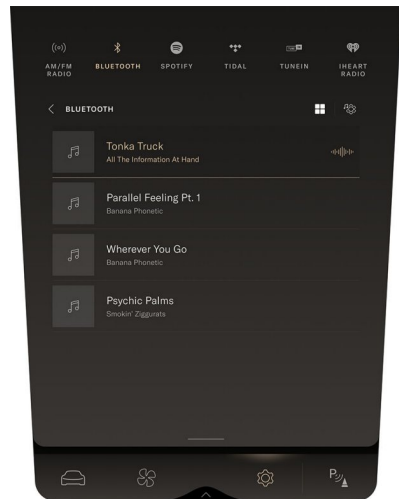 AM/FM
RADIO
BLUETOOTH
SPOTIFY
TIDAL
TUNEIN
IHEART
RADIO
BLUETOOTH
Tonka Truck
All The Information At Hand
Parallel Feeling Pt. 1
Banana Phonetic
Wherever You Go
Banana Phonetic
Psychic Palms
Smokin' Ziggurats
P